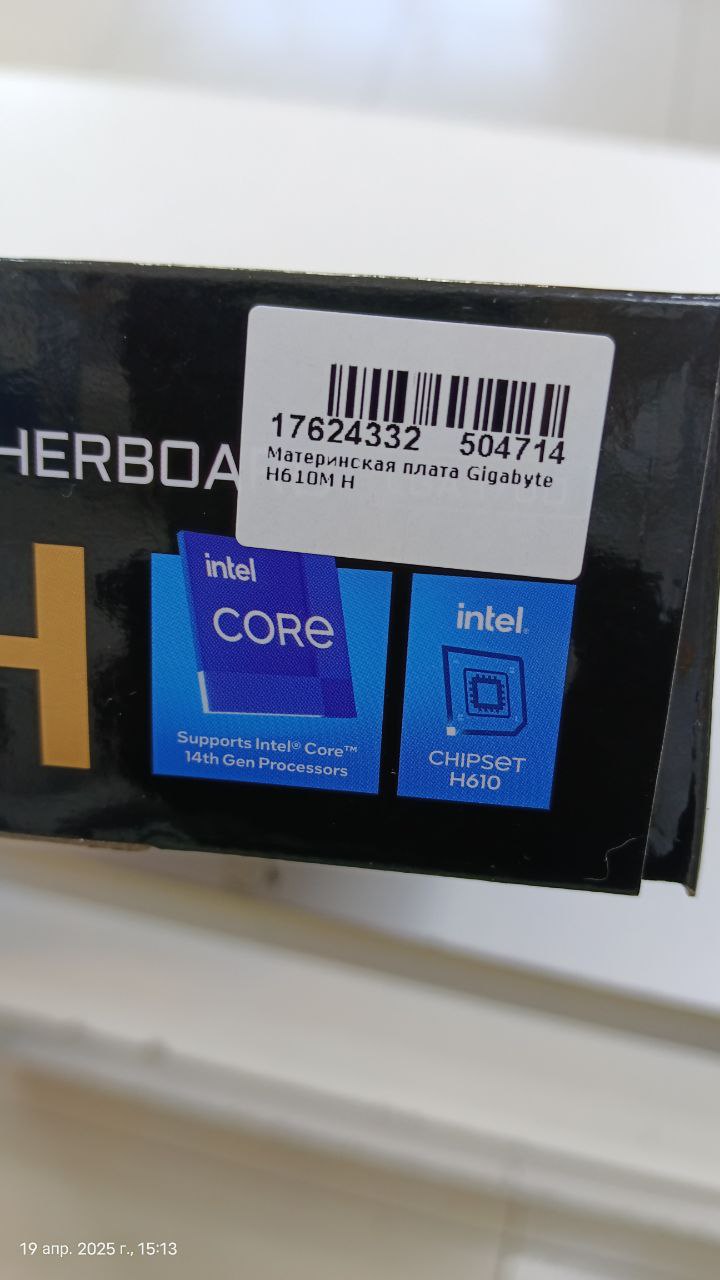 17624332 504714
Материнская плата Gigabyte
H610M H
HERBOA
H
intel
CORE
Supports Intel® Core™
14th Gen Processors
intel.
CHIPSET
H610
19 апр. 2025 г., 15:13